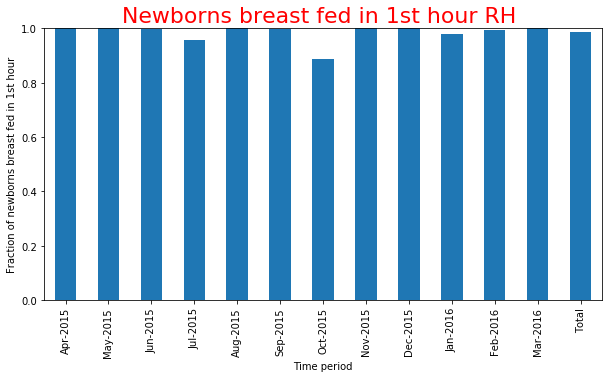 Newborns breast fed in 1st hour RH
Fraction of newborns breast fed in 1st hour
1.0
0.8
0.6
0.4
0.2
0.0
Apr-2015
May-2015
Jun-2015
Jul-2015
Aug-2015
Sep-2015
Oct-2015
Nov-2015
Dec-2015
Jan-2016
Feb-2016
Mar-2016
Total
Time period